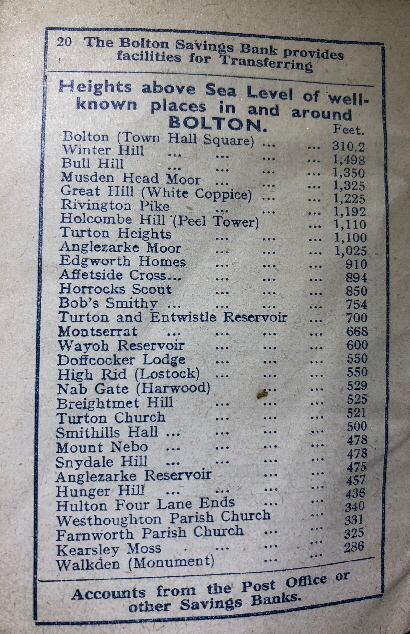 20 The Bolton Savings Bank provides
facilities for Transferring
Heights above Sea Level of well-
known places in and around
BOLTON.
Feet.
Bolton (Town Hall Square) ... ... 310.2
Winter Hill ... ... ... ... 1,498
Bull Hill ... ... ... ... 1,350
Musden Head Moor ... ... ... 1,325
Great Hill (White Coppice) ... ... 1,225
Rivington Pike ... ... ... ... 1,192
Holcombe Hill (Peel Tower) ... ... 1,110
Turton Heights ... ... ... 1,100
Anglezarke Moor ... ... ... 1,025
Edgworth Homes ... ... ... 910
Affetside Cross... ... ... ... 894
Horrocks Scout ... ... ... 850
Bob's Smithy ... ... ... ... 754
Turton and Entwistle Reservoir ... 700
Montserrat ... ... ... ... 668
Wayoh Reservoir ... ... ... 600
Doffcocker Lodge ... ... ... 550
High Rid (Lostock) ... ... ... 550
Nab Gate (Harwood) ... ... ... 529
Breightmet Hill ... ... ... 525
Turton Church ... ... ... 521
Smithills Hall ... ... ... ... 500
Mount Nebo ... ... ... ... 478
Snydale Hill ... ... ... ... 478
Anglezarke Reservoir ... ... ... 475
Hunger Hill ... ... ... ... 457
Hulton Four Lane Ends ... ... 436
Westhoughton Parish Church ... 340
Farnworth Parish Church ... ... 331
Kearsley Moss ... ... ... 325
Walkden (Monument) ... ... ... 286
Accounts from the Post Office or
other Savings Banks.